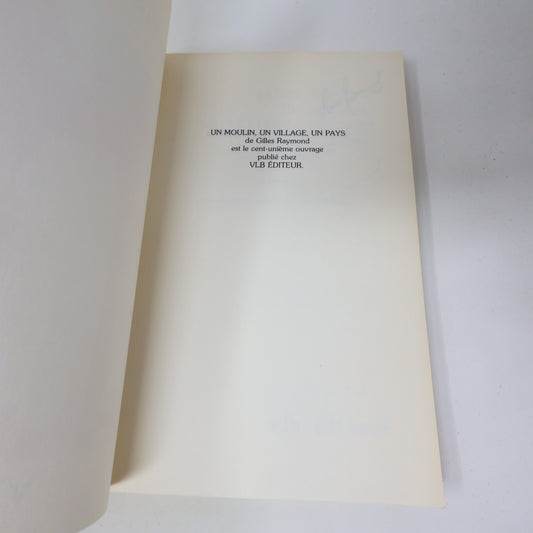 UN MOULIN, UN VILLAGE, UN PAYS
de Gilles Raymond
est le cent-unième ouvrage
publié chez
VLB ÉDITEUR.